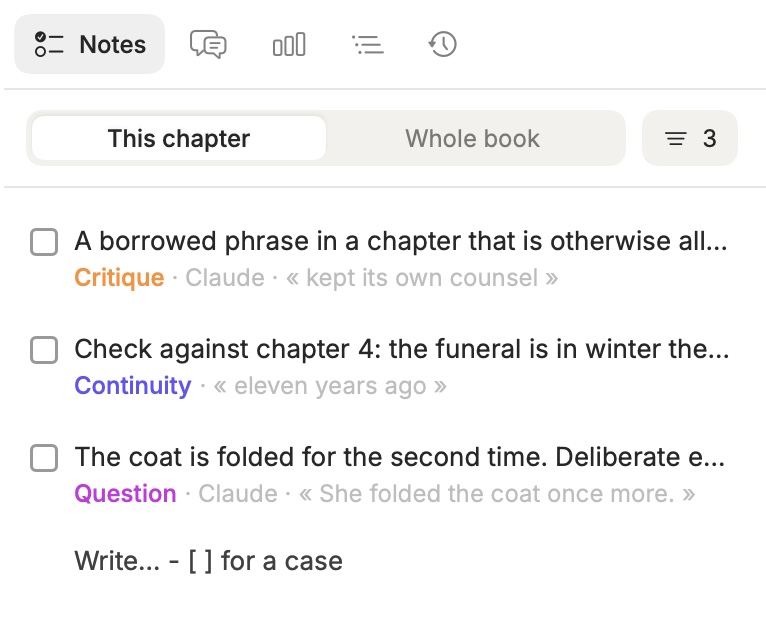 Notes
This chapter
Whole book
3
A borrowed phrase in a chapter that is otherwise all...
Critique · Claude · « kept its own counsel »
Check against chapter 4: the funeral is in winter the...
Continuity · « eleven years ago »
The coat is folded for the second time. Deliberate e...
Question · Claude · « She folded the coat once more. »
Write... - [ ] for a case